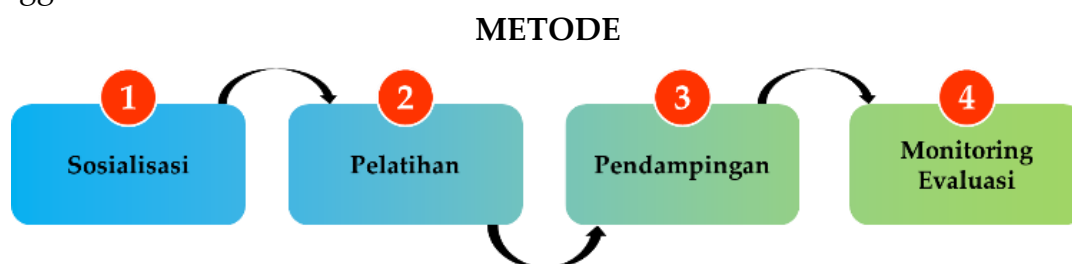 METODE
1
2
3
4
Sosialisasi
Pelatihan
Pendampingan
Monitoring
Evaluasi